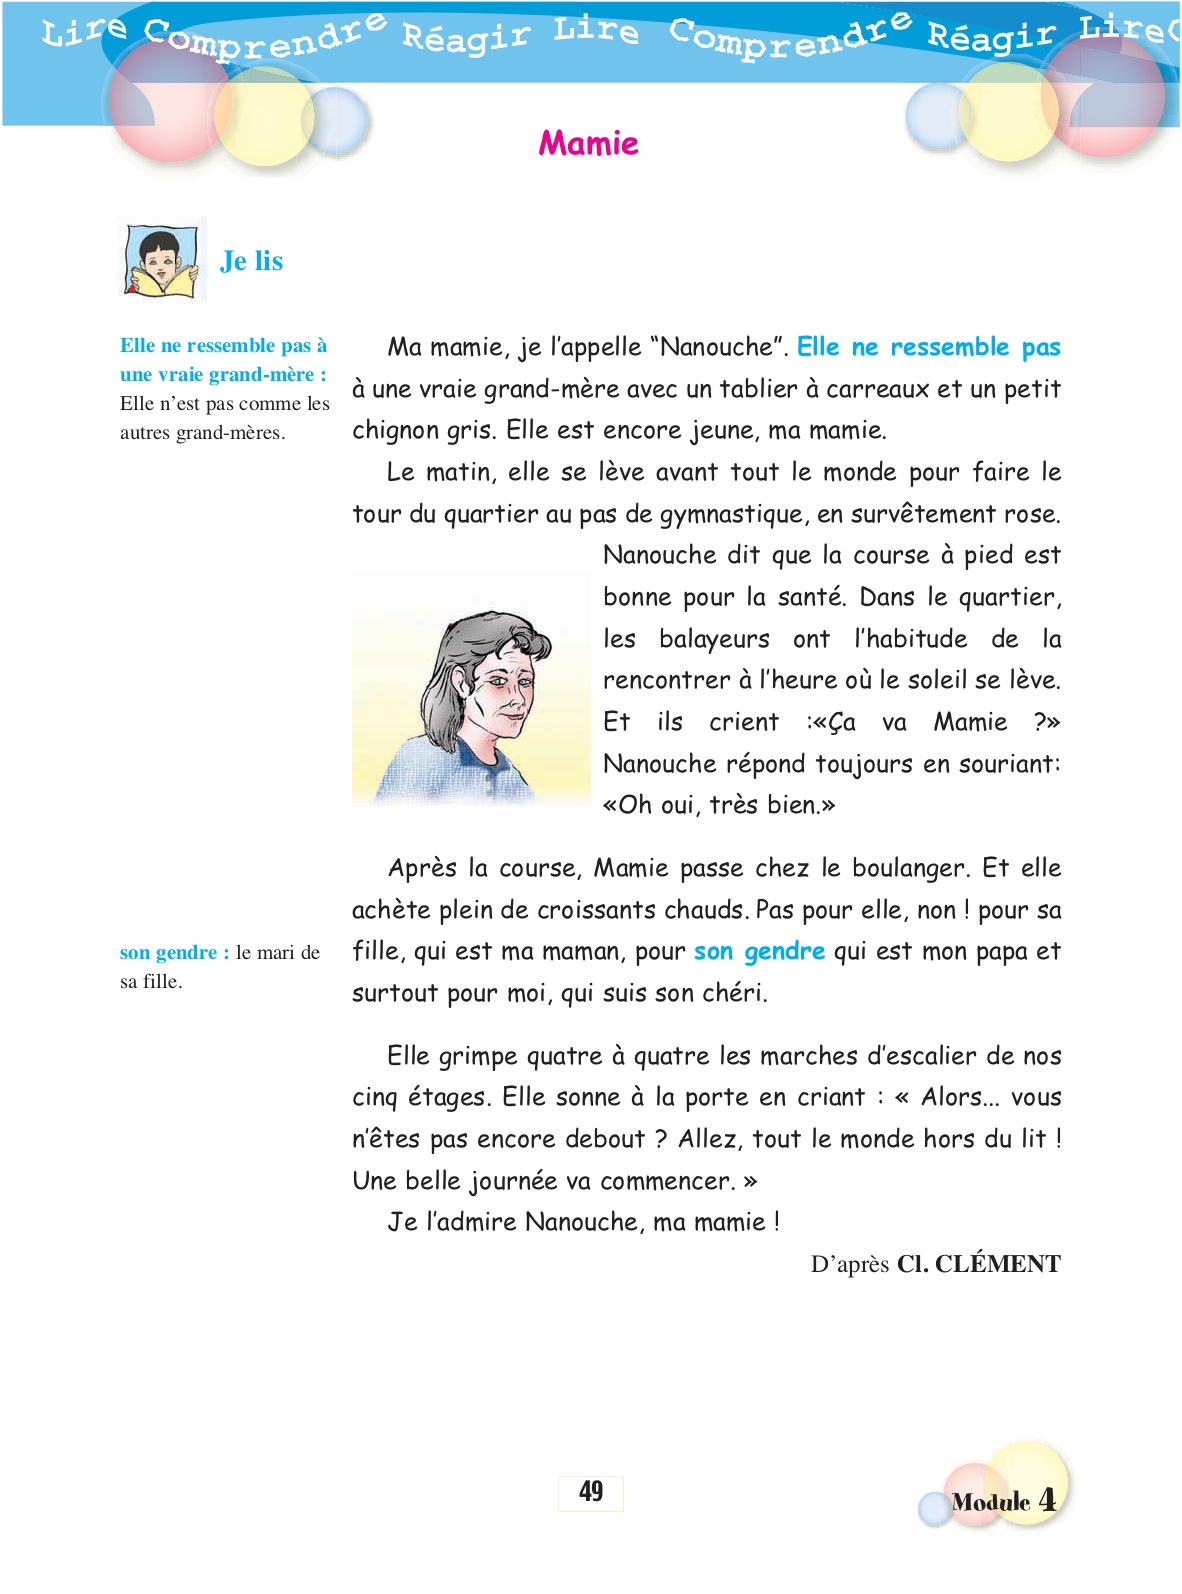 Lire Comprendre Réagir Lire Comprendre Réagir LireC
Mamie
Je lis
Elle ne ressemble pas à
une vraie grand-mère :
Elle n’est pas comme les
autres grand-mères.
Ma mamie, je l’appelle “Nanouche”. Elle ne ressemble pas
à une vraie grand-mère avec un tablier à carreaux et un petit
chignon gris. Elle est encore jeune, ma mamie.
Le matin, elle se lève avant tout le monde pour faire le
tour du quartier au pas de gymnastique, en survêtement rose.
Nanouche dit que la course à pied est
bonne pour la santé. Dans le quartier,
les balayeurs ont l’habitude de la
rencontrer à l’heure où le soleil se lève.
Et ils crient :«Ça va Mamie ?»
Nanouche répond toujours en souriant:
«Oh oui, très bien.»
Après la course, Mamie passe chez le boulanger. Et elle
achète plein de croissants chauds. Pas pour elle, non ! pour sa
fille, qui est ma maman, pour son gendre qui est mon papa et
surtout pour moi, qui suis son chéri.
son gendre : le mari de
sa fille.
Elle grimpe quatre à quatre les marches d’escalier de nos
cinq étages. Elle sonne à la porte en criant : « Alors... vous
n’êtes pas encore debout ? Allez, tout le monde hors du lit !
Une belle journée va commencer. »
Je l’admire Nanouche, ma mamie !
D’après Cl. CLÉMENT
49
Module 4